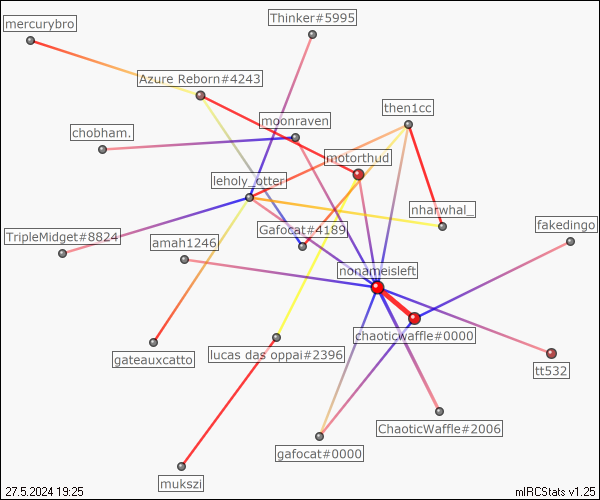 Thinker#5995
mercurybro
Azure Reborn#4243
then1cc
moonraven
chobham.
motorthud
leholy_otter
nharwhal_
fakedingo
Gafocat#4189
TripleMidget#8824
amah1246
nonameisleft
chaoticwaffle#0000
lucas das oppai#2396
gateauxcatto
tt532
ChaoticWaffle#2006
gafocat#0000
mukszi
27.5.2024 19:25
mIRCStats v1.25